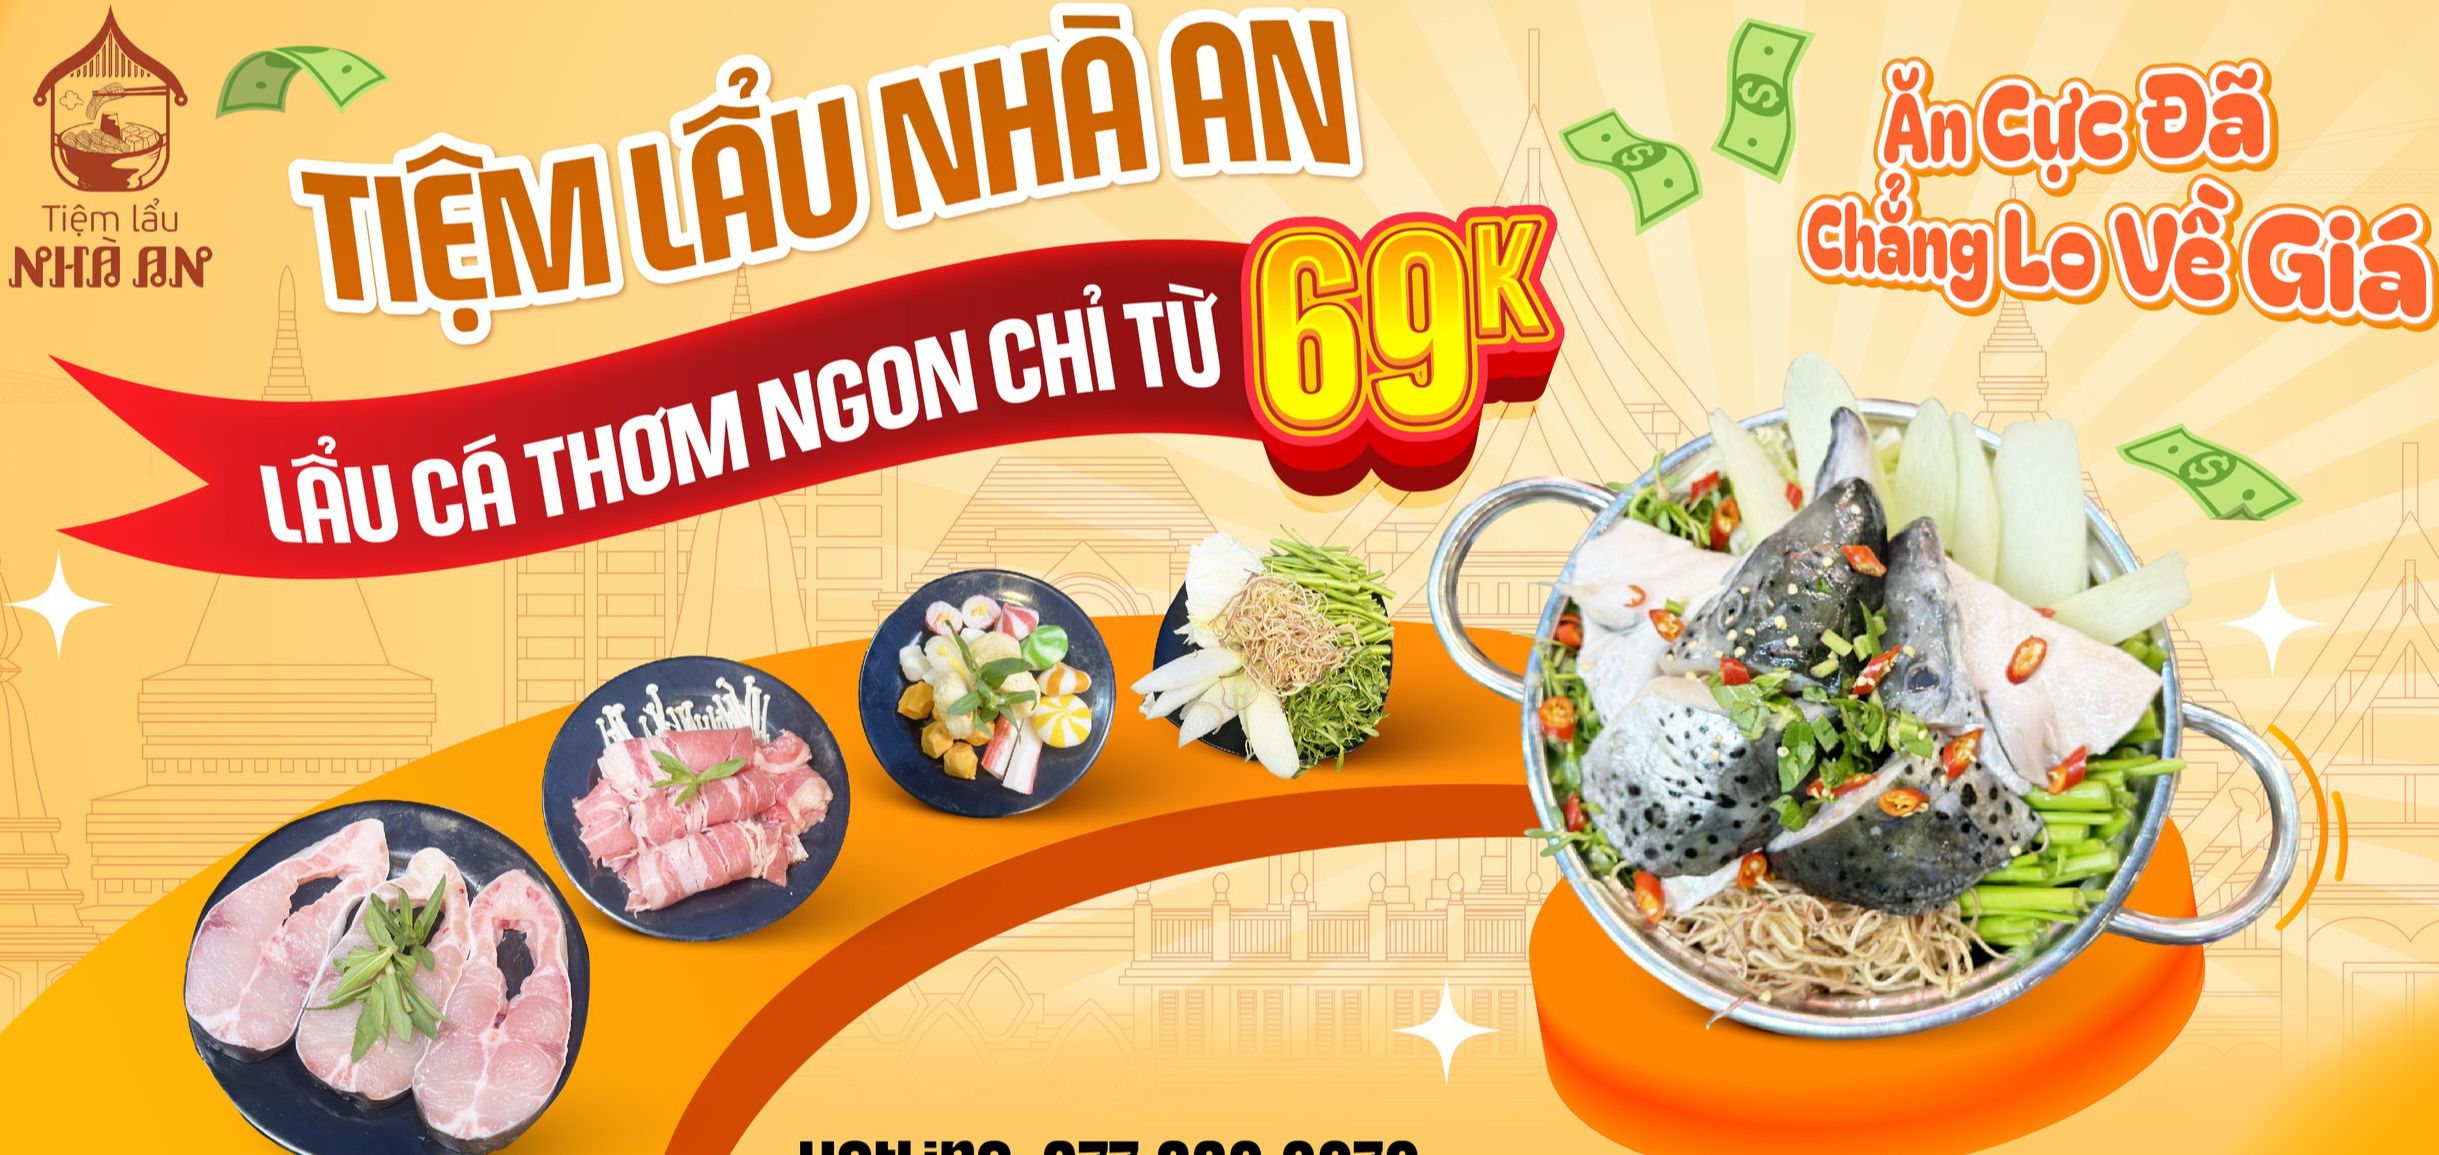 Tiệm lẩu
NHÀ AN
TIỆM LẨU NHÀ AN
LẨU CÁ THƠM NGON CHỈ TỪ 69K
Ăn Cực Đã
Chẳng Lo Về Giá
Hotline